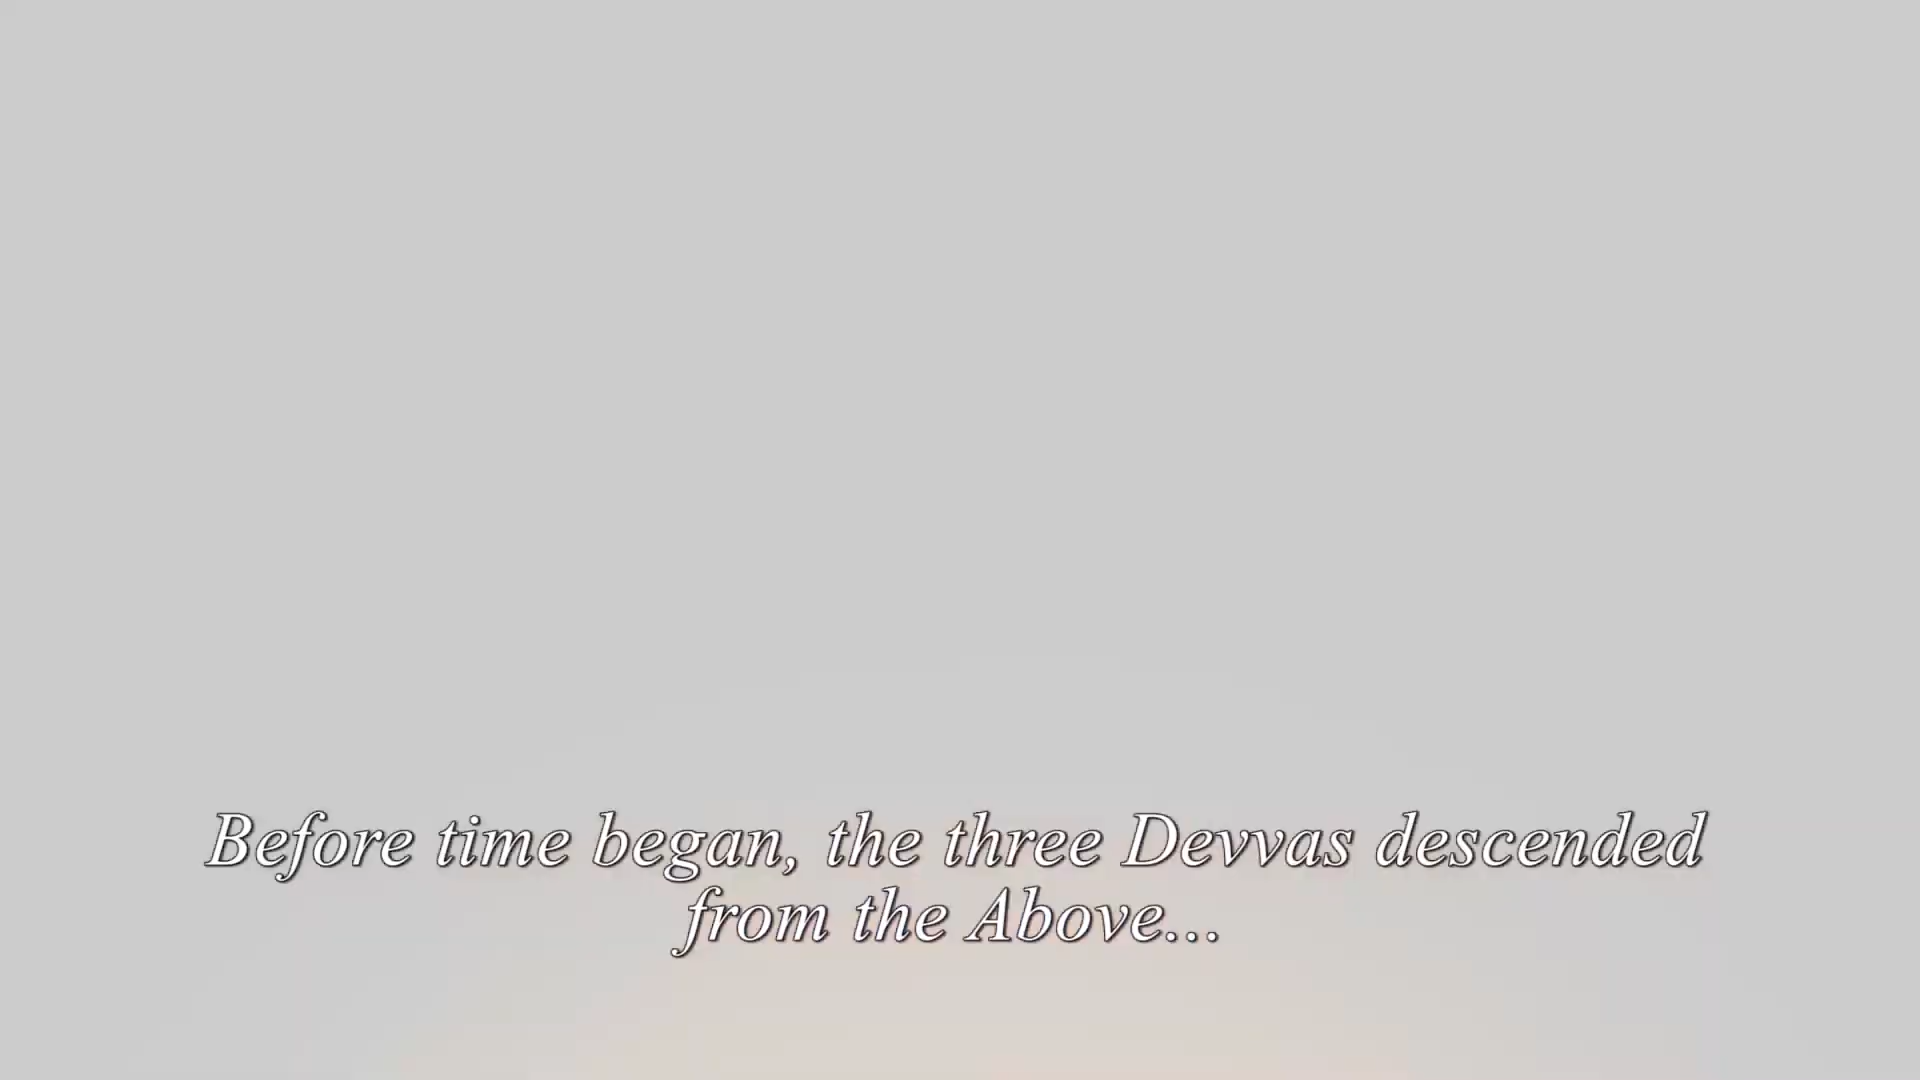 Before time began, the three Devvas descended
from the Above...